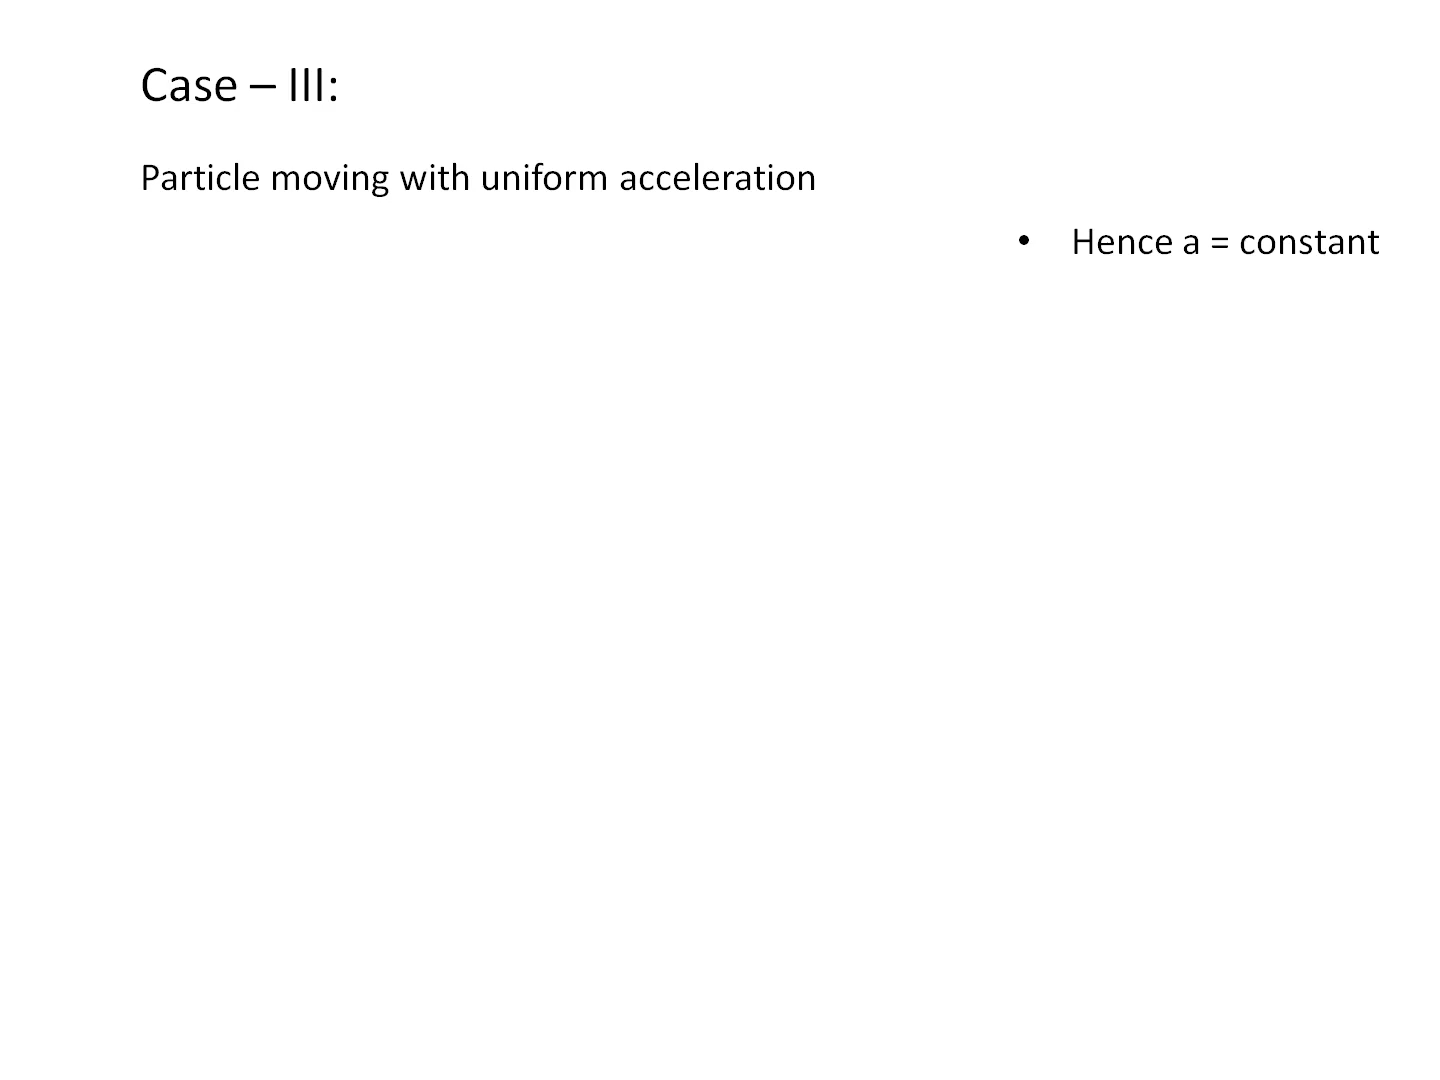 Case – III:
Particle moving with uniform acceleration
• Hence a = constant